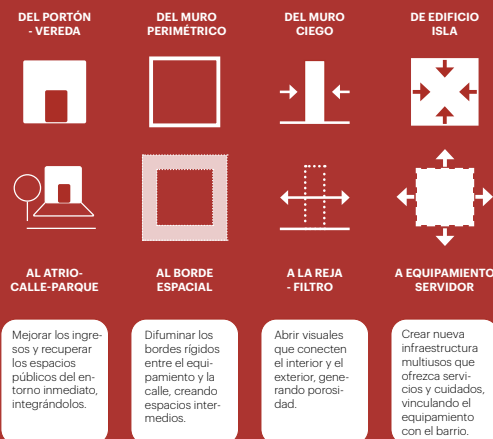 DEL PORTÓN
- VEREDA
DEL MURO
PERIMÉTRICO
DEL MURO
CIEGO
DE EDIFICIO
ISLA
AL ATRIO-
CALLE-PARQUE
AL BORDE
ESPACIAL
A LA REJA
- FILTRO
A EQUIPAMIENTO
SERVIDOR
Mejorar los ingre-
sos y recuperar
los espacios
públicos del en-
torno inmediato,
integrándolos.
Difuminar los
bordes rígidos
entre el equi-
pamiento y la
calle, creando
espacios inter-
medios.
Abrir visuales
que conecten
el interior y el
exterior, gene-
rando porosi-
dad.
Crear nueva
infraestructura
multiusos que
ofrezca servi-
cios y cuidados,
vinculando el
equipamiento
con el barrio.